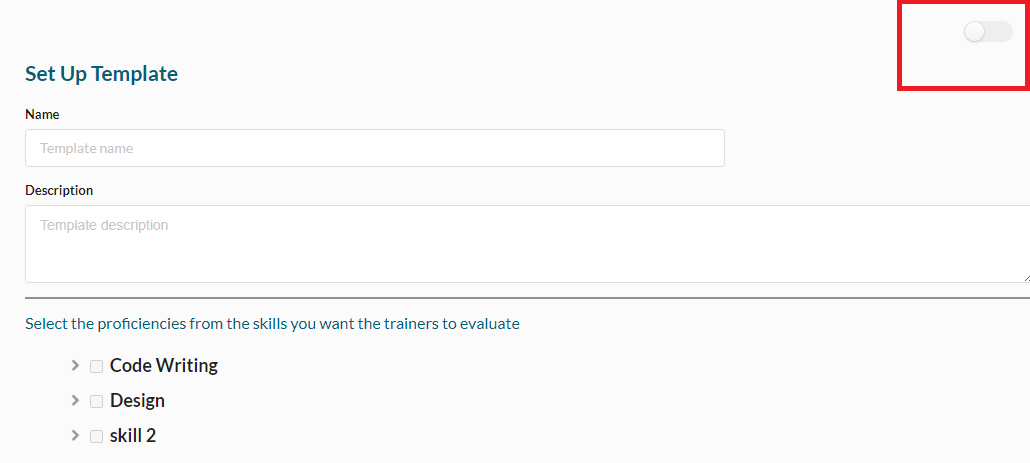 Set Up Template
Name
Template name
Description
Template description
Select the proficiencies from the skills you want the trainers to evaluate
Code Writing
Design
skill 2